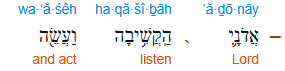 wa·‘ă·śêh ha·qă·šî·ḇāh ’ă·ḏō·nāy
אֲדֹנָ֛י הַֽקֲשִׁ֥יבָה וַעֲשֵׂ֖ה
and act listen Lord